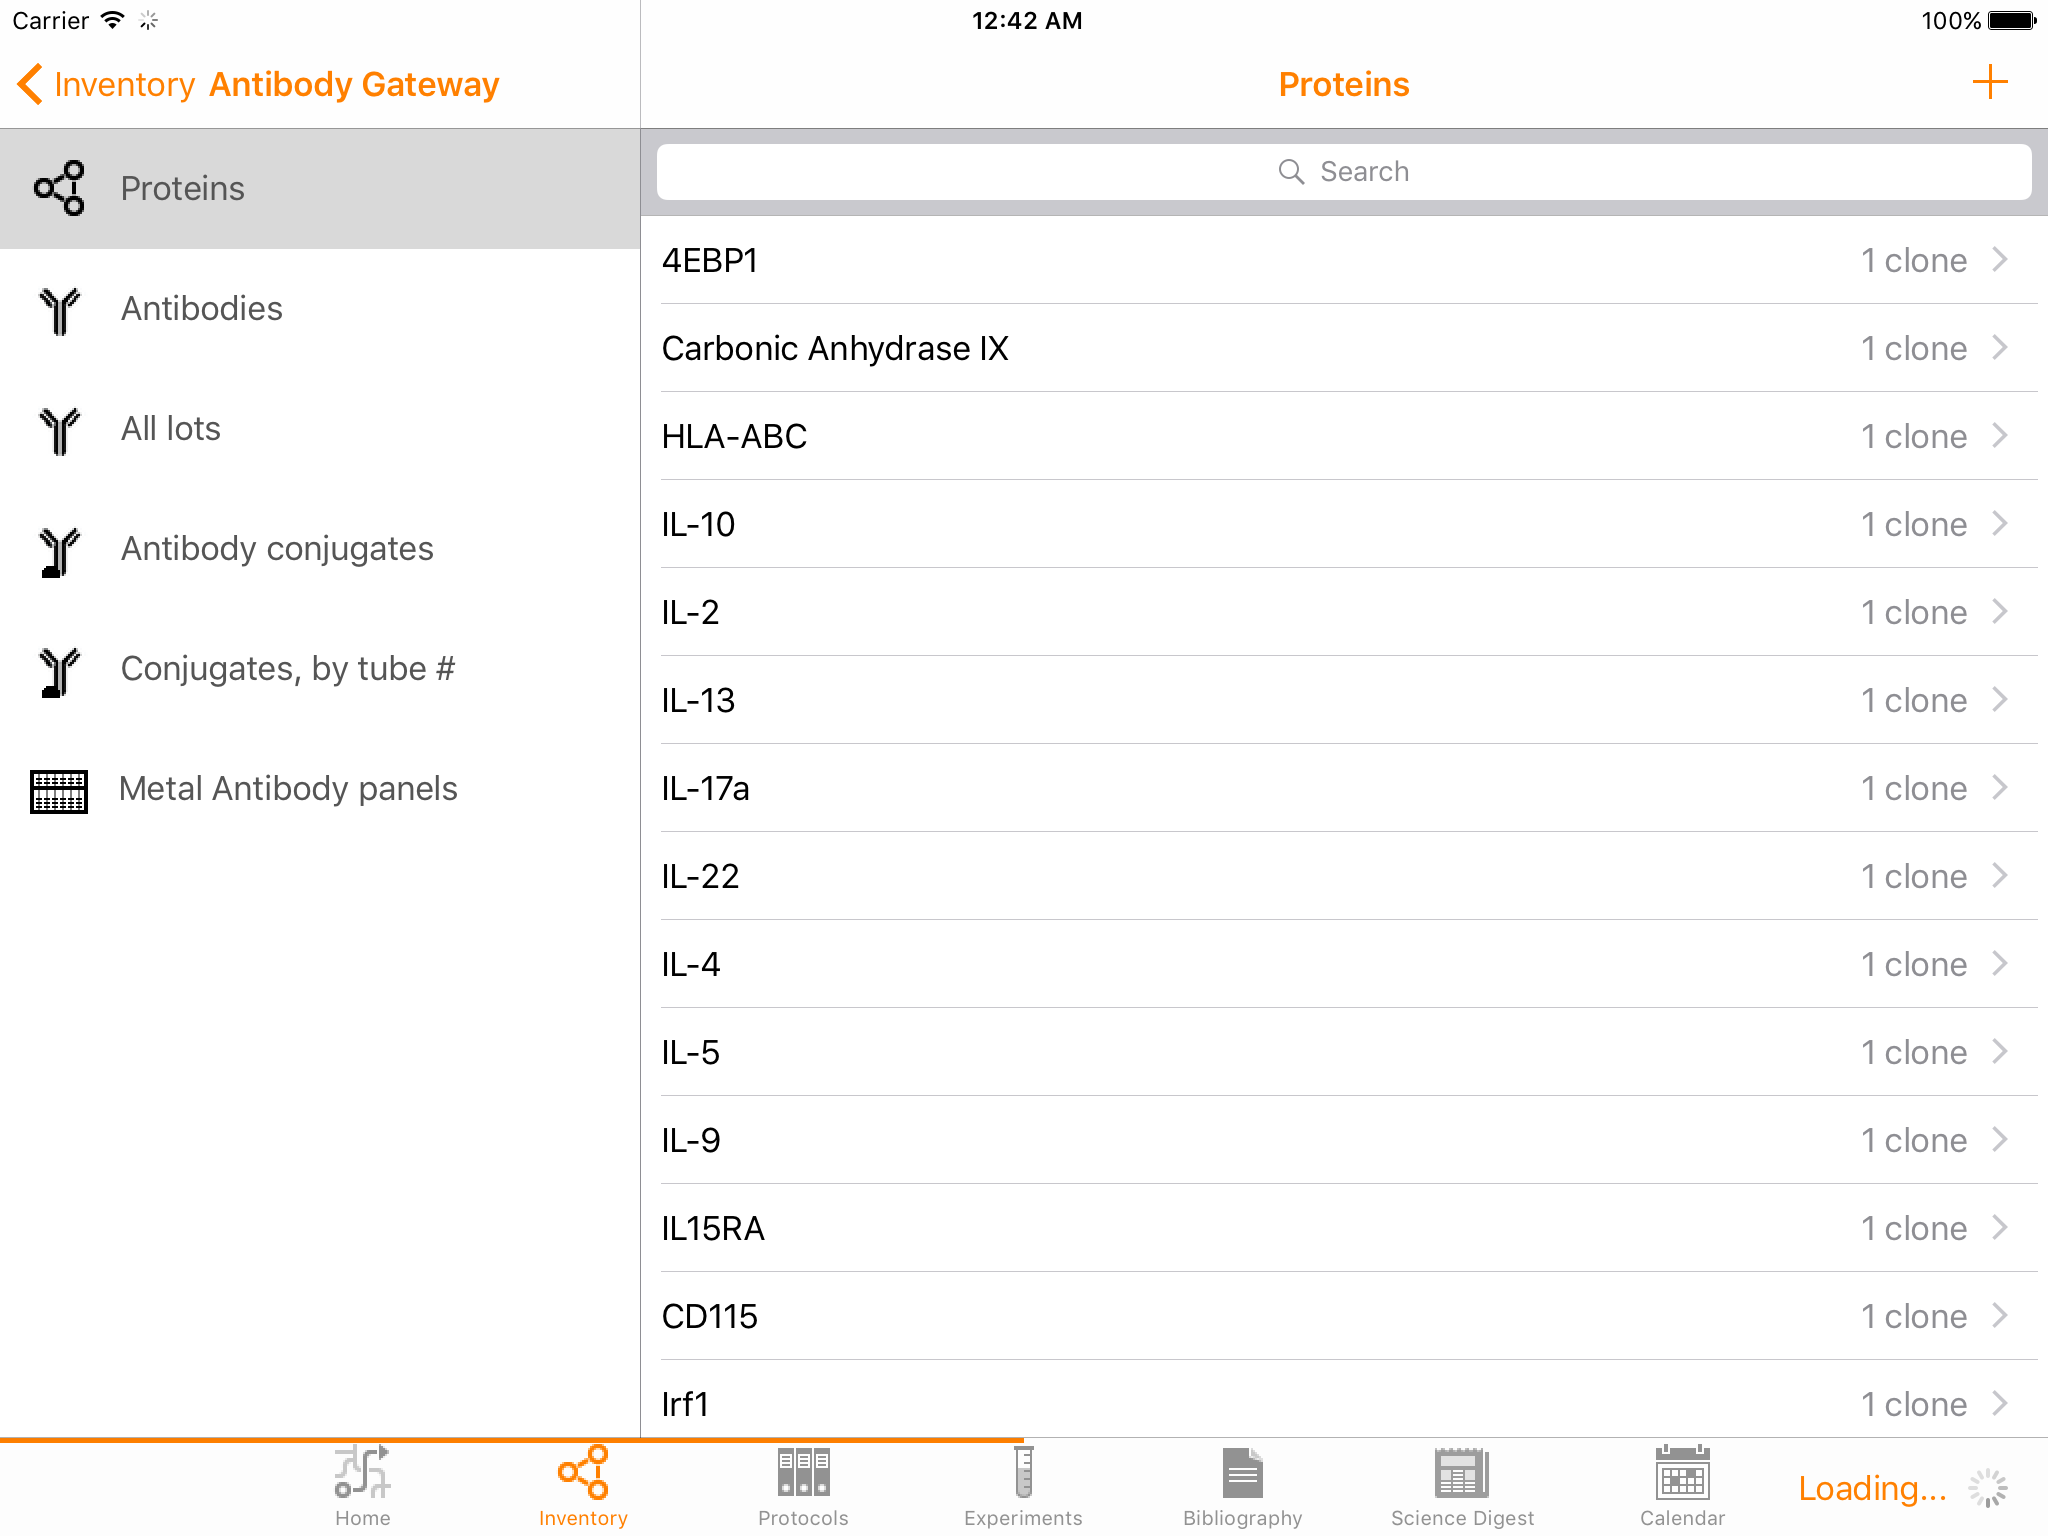 Carrier
12:42 AM
100%
Inventory Antibody Gateway
Proteins
Proteins
Antibodies
All lots
Antibody conjugates
Conjugates, by tube #
Metal Antibody panels
Search
4EBP1 1 clone
Carbonic Anhydrase IX 1 clone
HLA-ABC 1 clone
IL-10 1 clone
IL-2 1 clone
IL-13 1 clone
IL-17a 1 clone
IL-22 1 clone
IL-4 1 clone
IL-5 1 clone
IL-9 1 clone
IL15RA 1 clone
CD115 1 clone
Irf1 1 clone
Home
Inventory
Protocols
Experiments
Bibliography
Science Digest
Calendar
Loading...